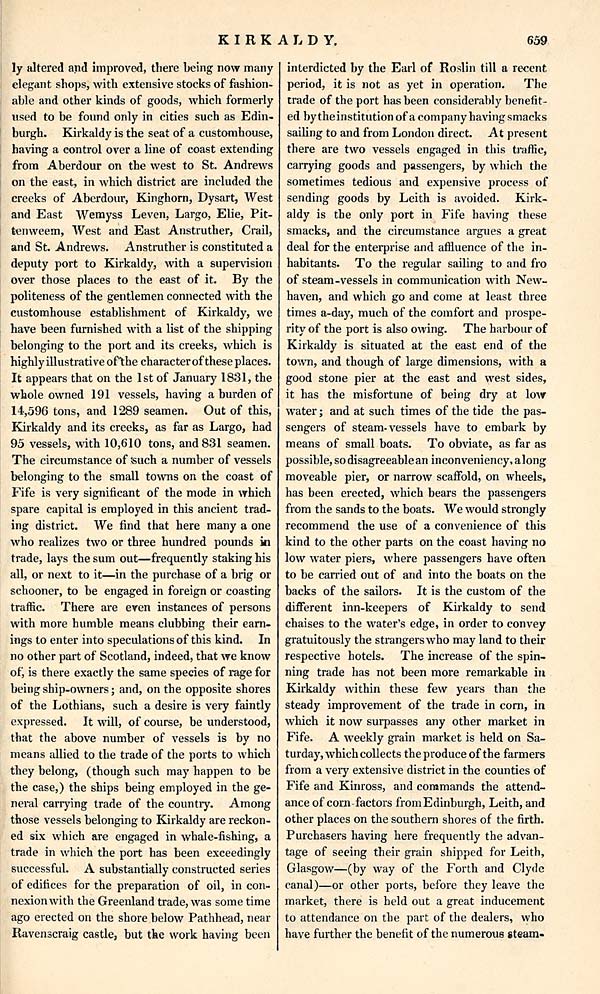 KIRKALDY.
659
ly altered and improved, there being now many
elegant shops, with extensive stocks of fashion-
able and other kinds of goods, which formerly
used to be found only in cities such as Edin-
burgh. Kirkaldy is the seat of a customhouse,
having a control over a line of coast extending
from Aberdour on the west to St. Andrews
on the east, in which district are included the
creeks of Aberdour, Kinghorn, Dysart, West
and East Wemyss Leven, Largo, Elie, Pit-
tenweem, West and East Anstruther, Crail,
and St. Andrews. Anstruther is constituted a
deputy port to Kirkaldy, with a supervision
over those places to the east of it. By the
politeness of the gentlemen connected with the
customhouse establishment of Kirkaldy, we
have been furnished with a list of the shipping
belonging to the port and its creeks, which is
highly illustrative of the character of these places.
It appears that on the 1st of January 1831, the
whole owned 191 vessels, having a burden of
14,596 tons, and 1289 seamen. Out of this,
Kirkaldy and its creeks, as far as Largo, had
95 vessels, with 10,610 tons, and 831 seamen.
The circumstance of such a number of vessels
belonging to the small towns on the coast of
Fife is very significant of the mode in which
spare capital is employed in this ancient trad-
ing district. We find that here many a one
who realizes two or three hundred pounds in
trade, lays the sum out—frequently staking his
all, or next to it—in the purchase of a brig or
schooner, to be engaged in foreign or coasting
traffic. There are even instances of persons
with more humble means clubbing their earn-
ings to enter into speculations of this kind. In
no other part of Scotland, indeed, that we know
of, is there exactly the same species of rage for
being ship-owners; and, on the opposite shores
of the Lothians, such a desire is very faintly
expressed. It will, of course, be understood,
that the above number of vessels is by no
means allied to the trade of the ports to which
they belong, (though such may happen to be
the case,) the ships being employed in the ge-
neral carrying trade of the country. Among
those vessels belonging to Kirkaldy are reckon-
ed six which are engaged in whale-fishing, a
trade in which the port has been exceedingly
successful. A substantially constructed series
of edifices for the preparation of oil, in con-
nexion with the Greenland trade, was some time
ago erected on the shore below Pathhead, near
Ravenscraig castle, but the work having been
interdicted by the Earl of Roslin till a recent
period, it is not as yet in operation. The
trade of the port has been considerably benefit-
ed by the institution of a company having smacks
sailing to and from London direct. At present
there are two vessels engaged in this traffic,
carrying goods and passengers, by which the
sometimes tedious and expensive process of
sending goods by Leith is avoided. Kirk-
aldy is the only port in Fife having these
smacks, and the circumstance argues a great
deal for the enterprise and affluence of the in-
habitants. To the regular sailing to and fro
of steam-vessels in communication with New-
haven, and which go and come at least three
times a-day, much of the comfort and prospe-
rity of the port is also owing. The harbour of
Kirkaldy is situated at the east end of the
town, and though of large dimensions, with a
good stone pier at the east and west sides,
it has the misfortune of being dry at low
water; and at such times of the tide the pas-
sengers of steam-vessels have to embark by
means of small boats. To obviate, as far as
possible, so disagreeable an inconveniency, a long
moveable pier, or narrow scaffold, on wheels,
has been erected, which bears the passengers
from the sands to the boats. We would strongly
recommend the use of a convenience of this
kind to the other parts on the coast having no
low water piers, where passengers have often
to be carried out of and into the boats on the
backs of the sailors. It is the custom of the
different inn-keepers of Kirkaldy to send
chaises to the water's edge, in order to convey
gratuitously the strangers who may land to their
respective hotels. The increase of the spin-
ning trade has not been more remarkable in
Kirkaldy within these few years than the
steady improvement of the trade in corn, in
which it now surpasses any other market in
Fife. A weekly grain market is held on Sa-
turday, which collects the produce of the farmers
from a very extensive district in the counties of
Fife and Kinross, and commands the attend-
ance of corn-factors from Edinburgh, Leith, and
other places on the southern shores of the firth.
Purchasers having here frequently the advan-
tage of seeing their grain shipped for Leith,
Glasgow—(by way of the Forth and Clyde
canal)—or other ports, before they leave the
market, there is held out a great inducement
to attendance on the part of the dealers, who
have further the benefit of the numerous steam-